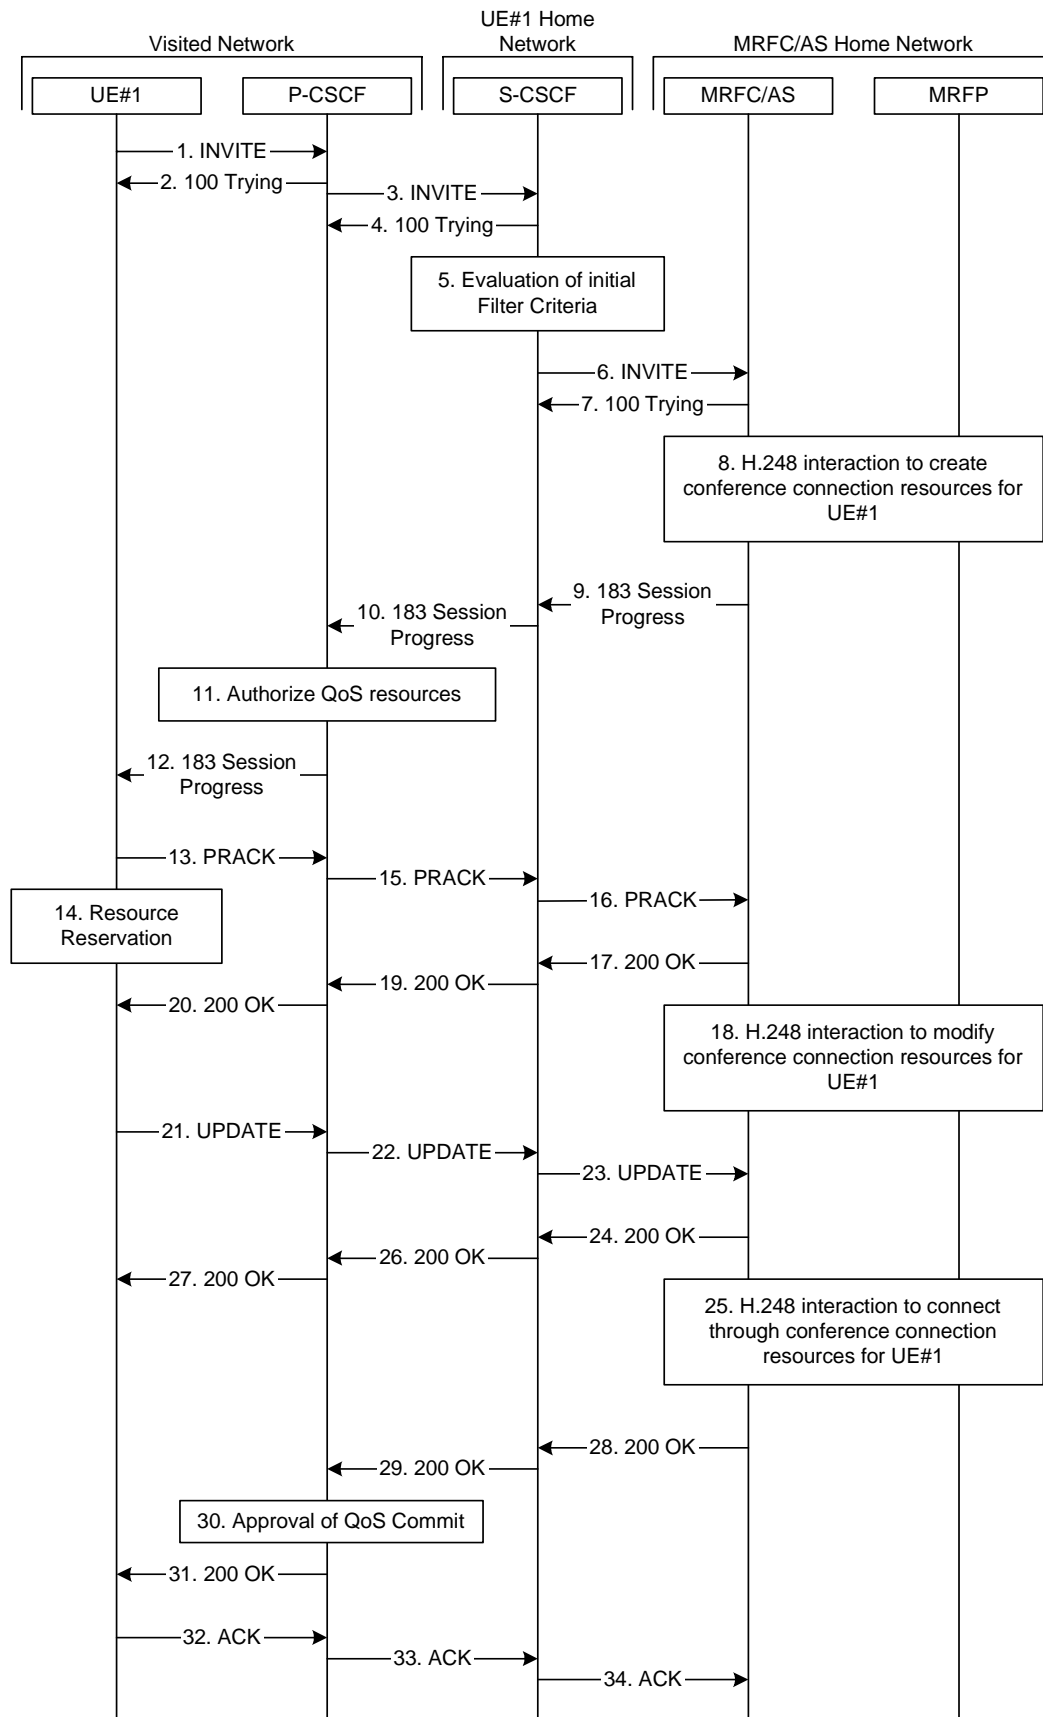 UE#1 Home
Network
Visited Network
MRFC/AS Home Network
UE#1
P-CSCF
S-CSCF
MRFC/AS
MRFP
1. INVITE
2. 100 Trying
3. INVITE
4. 100 Trying
5. Evaluation of initial
Filter Criteria
6. INVITE
7. 100 Trying
8. H.248 interaction to create
conference connection resources for
UE#1
9. 183 Session
Progress
10. 183 Session
Progress
11. Authorize QoS resources
12. 183 Session
Progress
13. PRACK
15. PRACK
16. PRACK
14. Resource
Reservation
17. 200 OK
19. 200 OK
20. 200 OK
18. H.248 interaction to modify
conference connection resources for
UE#1
21. UPDATE
22. UPDATE
23. UPDATE
24. 200 OK
26. 200 OK
27. 200 OK
25. H.248 interaction to connect
through conference connection
resources for UE#1
28. 200 OK
29. 200 OK
30. Approval of QoS Commit
31. 200 OK
32. ACK
33. ACK
34. ACK